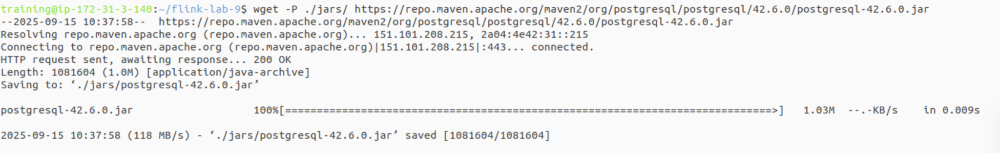 training@ip-172-31-3-140:~/flink-lab-9$ wget -P ./jars/ https://repo.maven.apache.org/maven2/org/postgresql/postgresql/42.6.0/postgresql-42.6.0.jar
--2025-09-15 10:37:58--  https://repo.maven.apache.org/maven2/org/postgresql/postgresql/42.6.0/postgresql-42.6.0.jar
Resolving repo.maven.apache.org (repo.maven.apache.org)... 151.101.208.215, 2a04:4e42:31::215
Connecting to repo.maven.apache.org (repo.maven.apache.org)|151.101.208.215|:443... connected.
HTTP request sent, awaiting response... 200 OK
Length: 1081604 (1.0M) [application/java-archive]
Saving to: ‘./jars/postgresql-42.6.0.jar’
postgresql-42.6.0.jar                   100%[=============================================================================>]   1.03M  --.-KB/s    in 0.009s
2025-09-15 10:37:58 (118 MB/s) - ‘./jars/postgresql-42.6.0.jar’ saved [1081604/1081604]